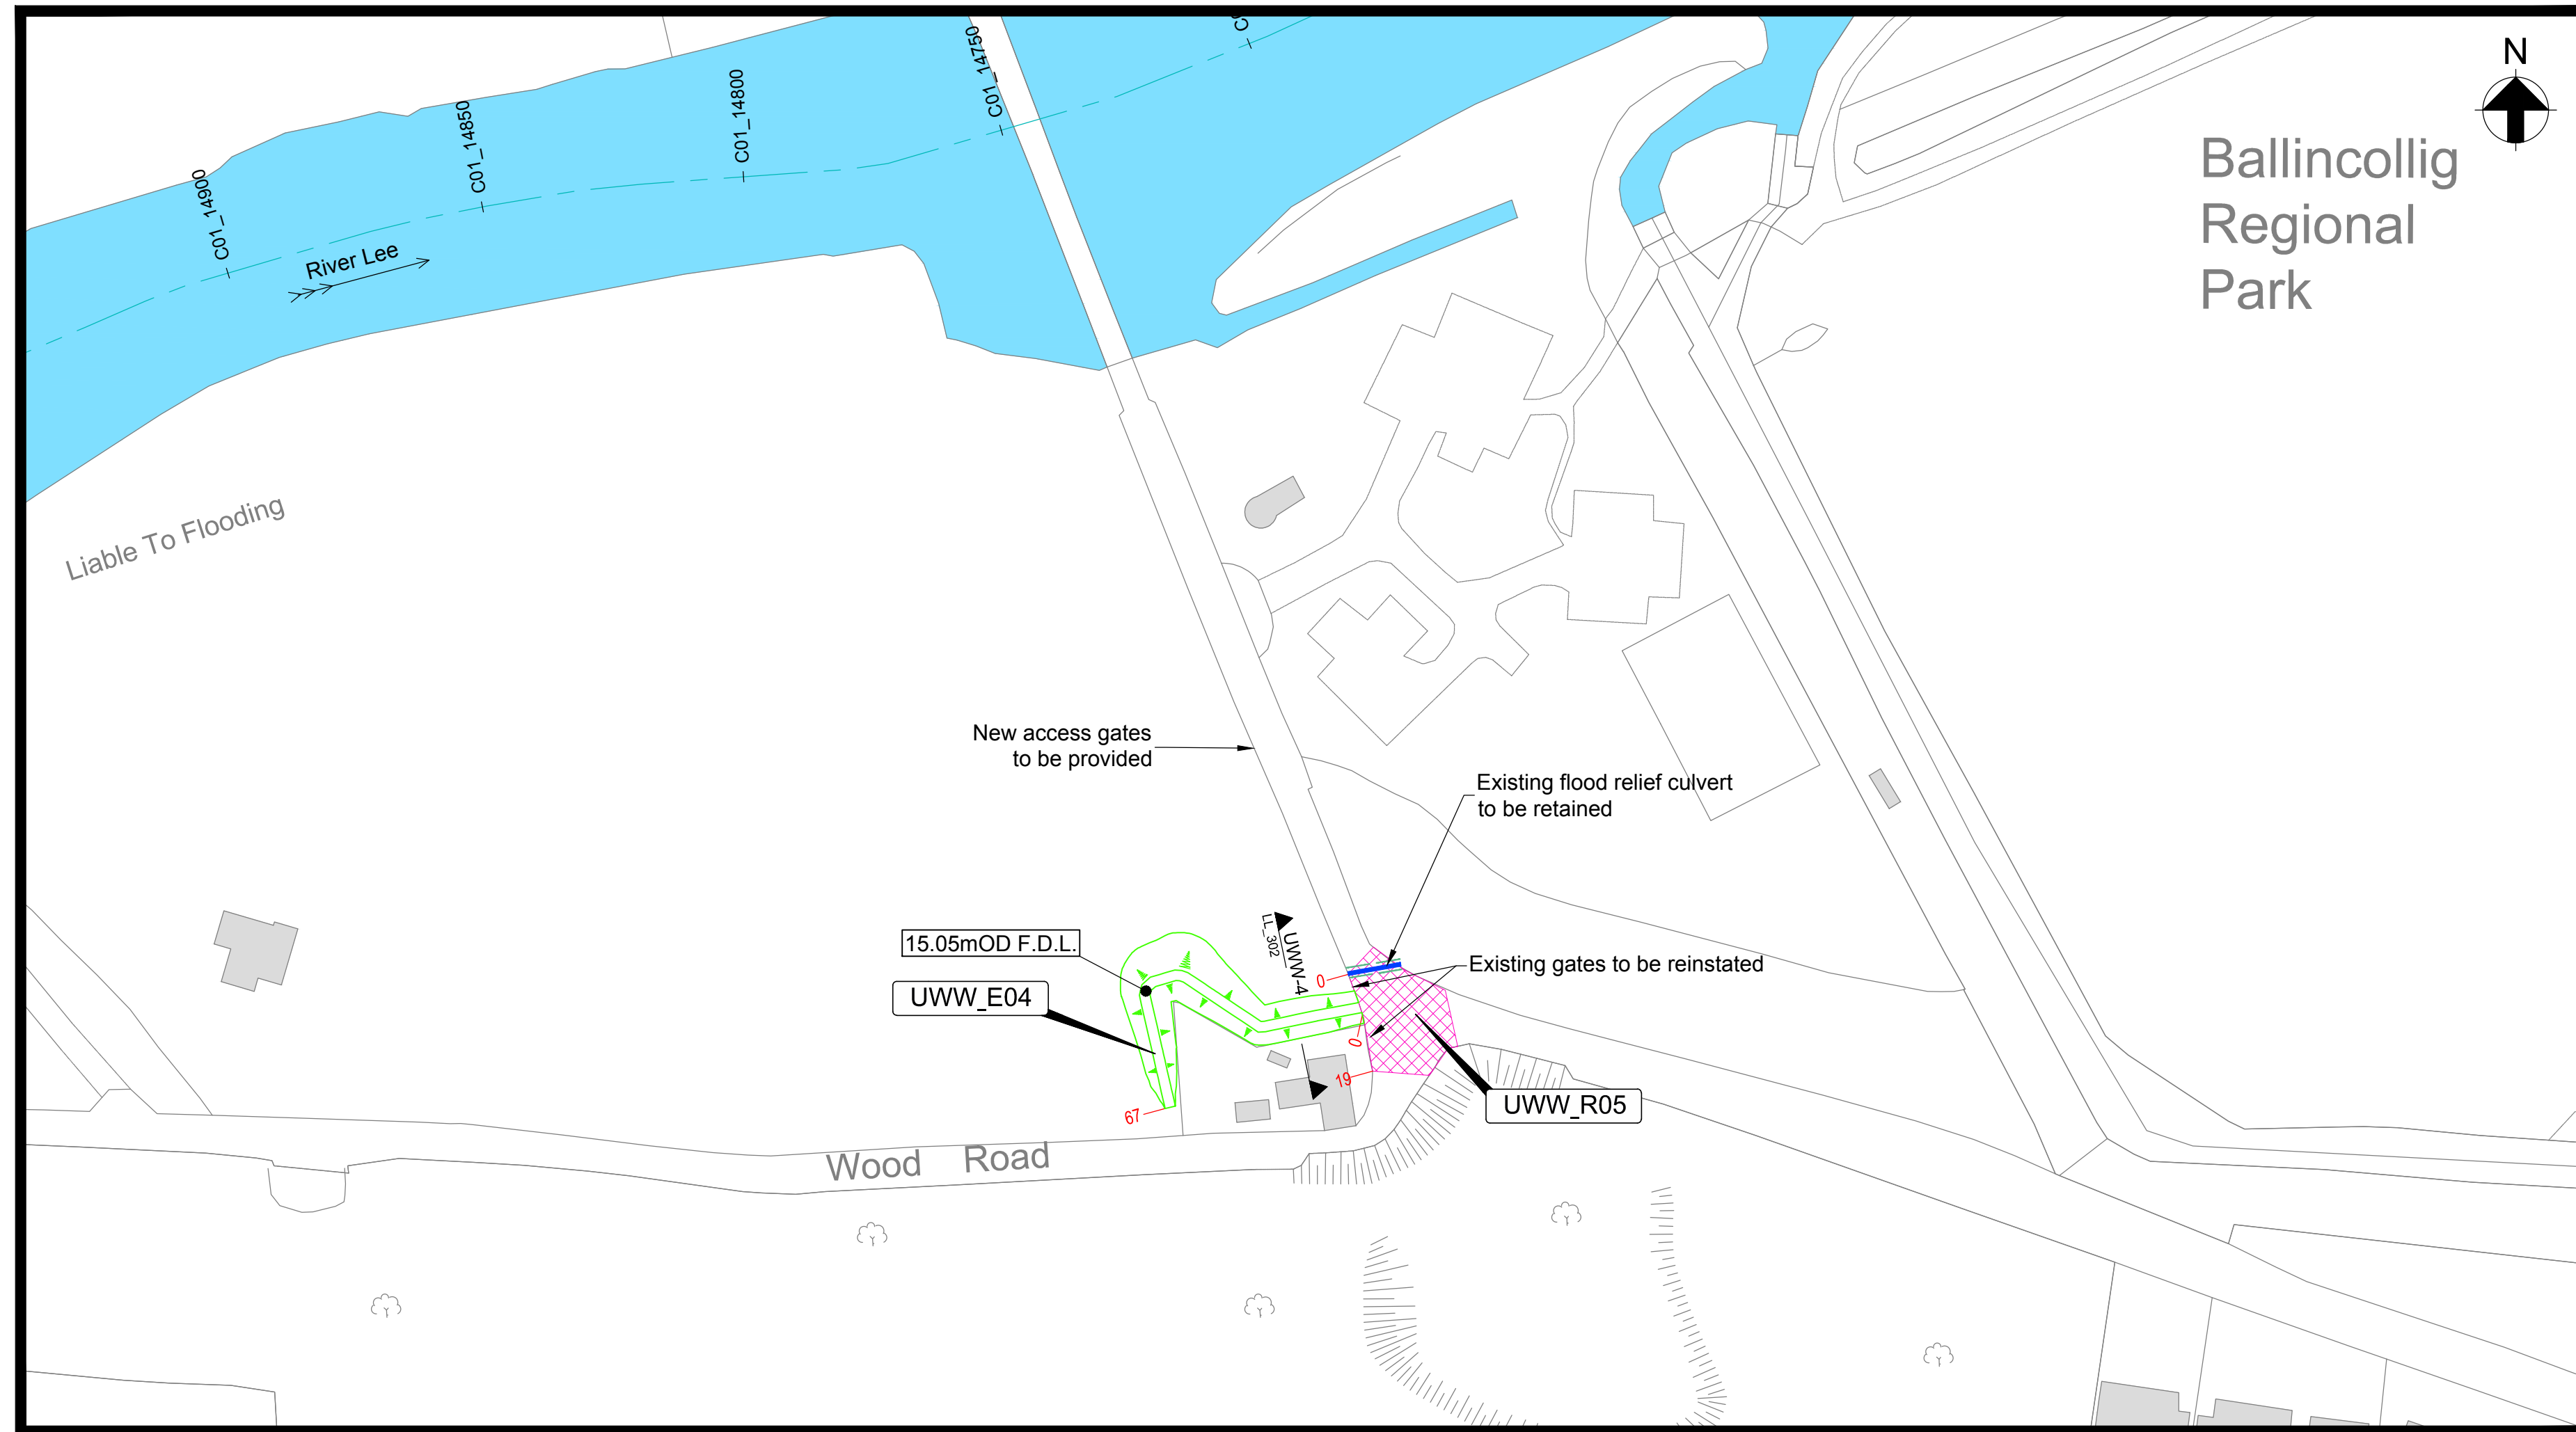 C01_14900
C01_14850
C01_14800
C01_14750
N
Ballincollig
Regional
Park
River Lee
Liable To Flooding
New access gates
to be provided
Existing flood relief culvert
to be retained
15.05mOD F.D.L.
UWW_E04
UWW-4
LL_302
0
Existing gates to be reinstated
0
19
67
UWW_R05
Wood Road